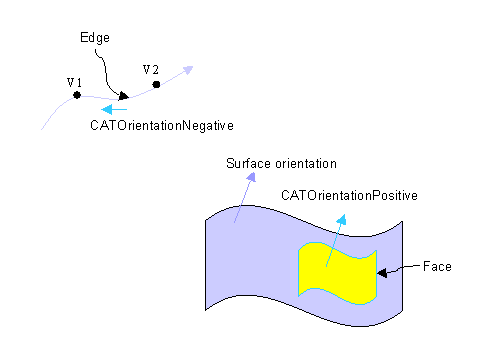 Edge
V1
V2
CATOrientationNegative
Surface orientation
CATOrientationPositive
Face